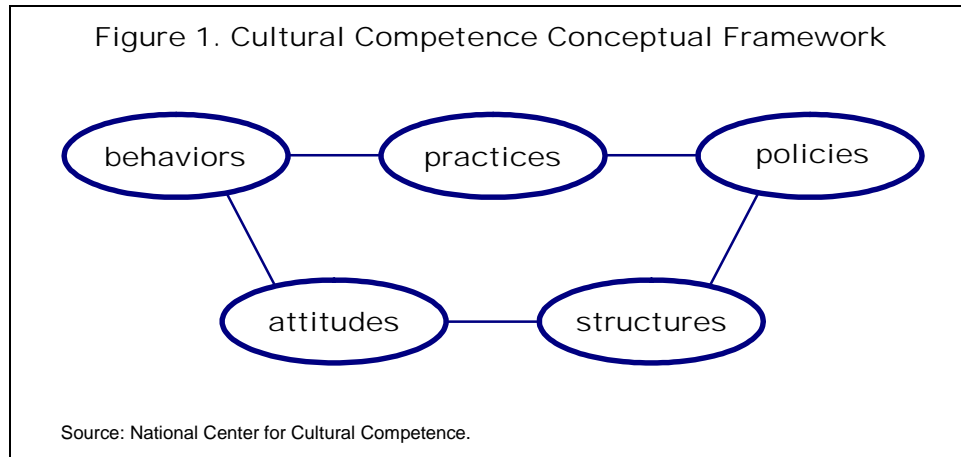 Figure 1. Cultural Competence Conceptual Framework
behaviors
practices
policies
attitudes
structures
Source: National Center for Cultural Competence.